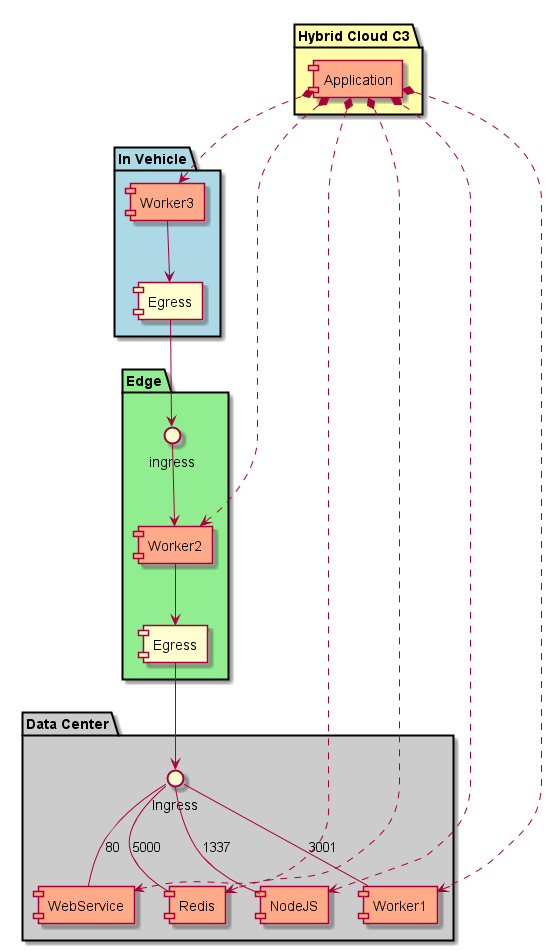 Hybrid Cloud C3
Application
In Vehicle
Worker3
Egress
Edge
ingress
Worker2
Egress
Data Center
Ingress
80
5000
1337
3001
WebService
Redis
NodeJS
Worker1